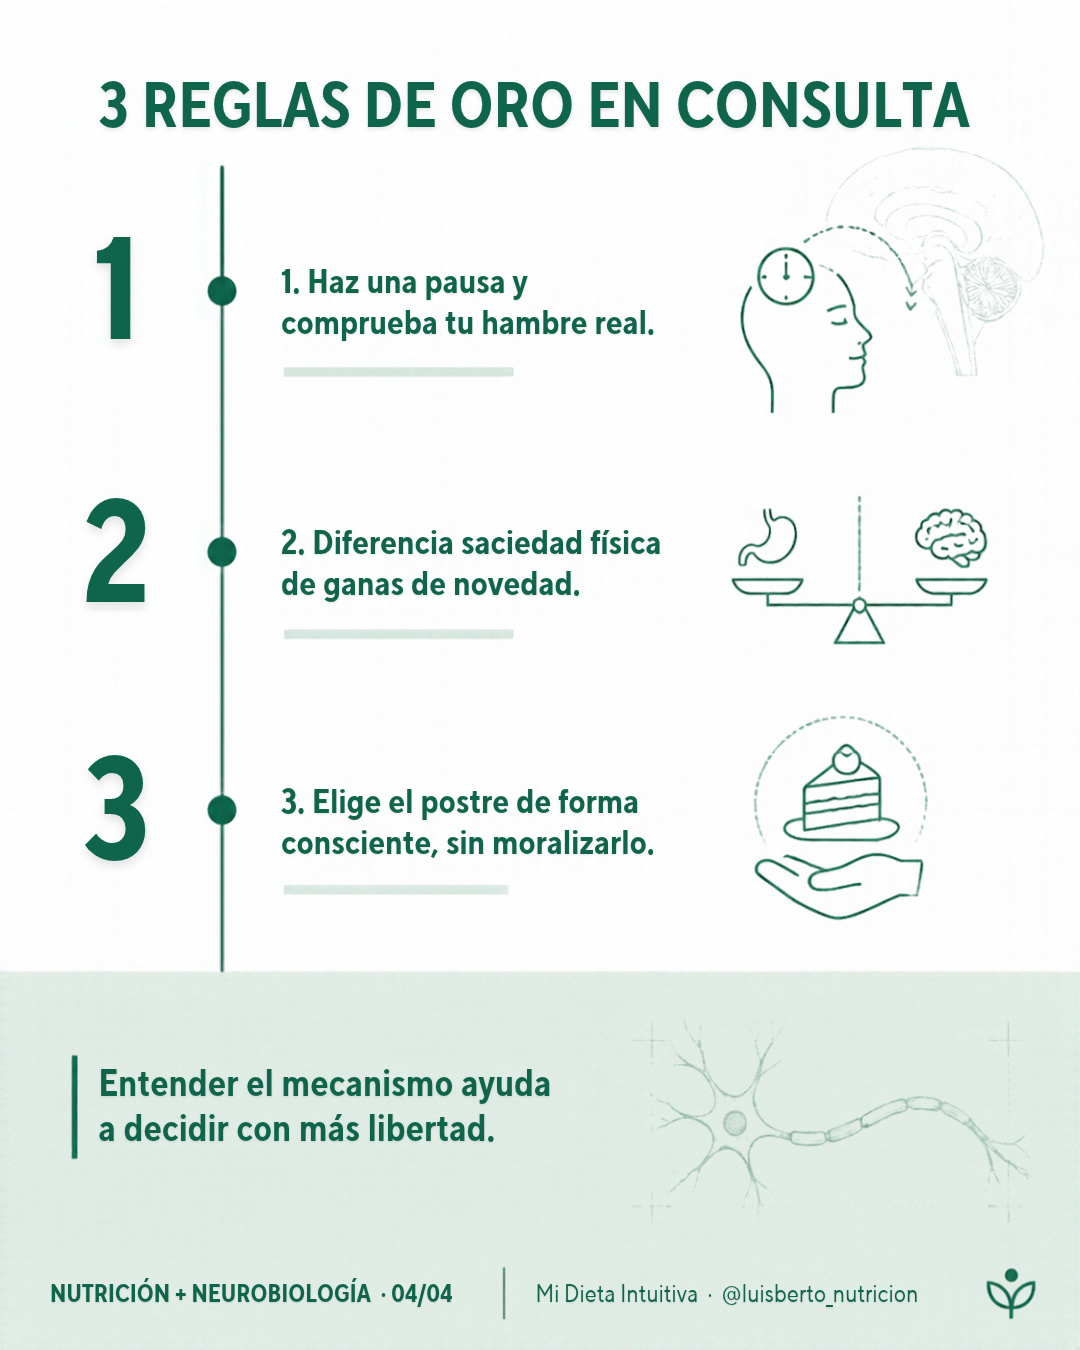 3 REGLAS DE ORO EN CONSULTA
1
1. Haz una pausa y
comprueba tu hambre real.
2
2. Diferencia saciedad física
de ganas de novedad.
3
3. Elige el postre de forma
consciente, sin moralizarlo.
Entender el mecanismo ayuda
a decidir con más libertad.
NUTRICIÓN + NEUROBIOLOGÍA · 04/04
Mi Dieta Intuitiva · @luisberto_nutricion